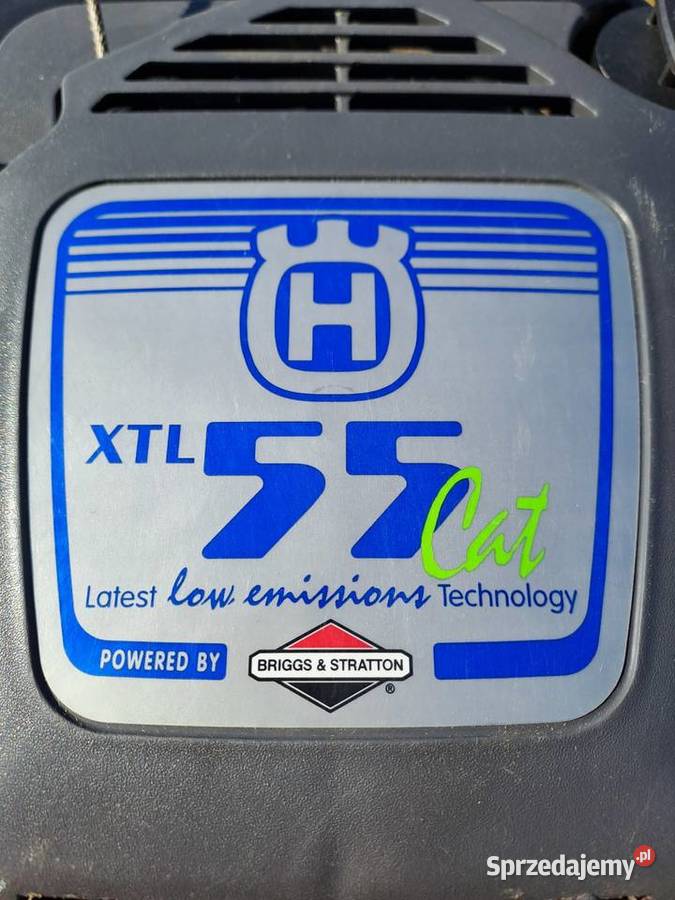 H
XTL 55 Cat
Latest low emissions Technology
POWERED BY BRIGGS & STRATTON ®
Sprzedajemy.pl